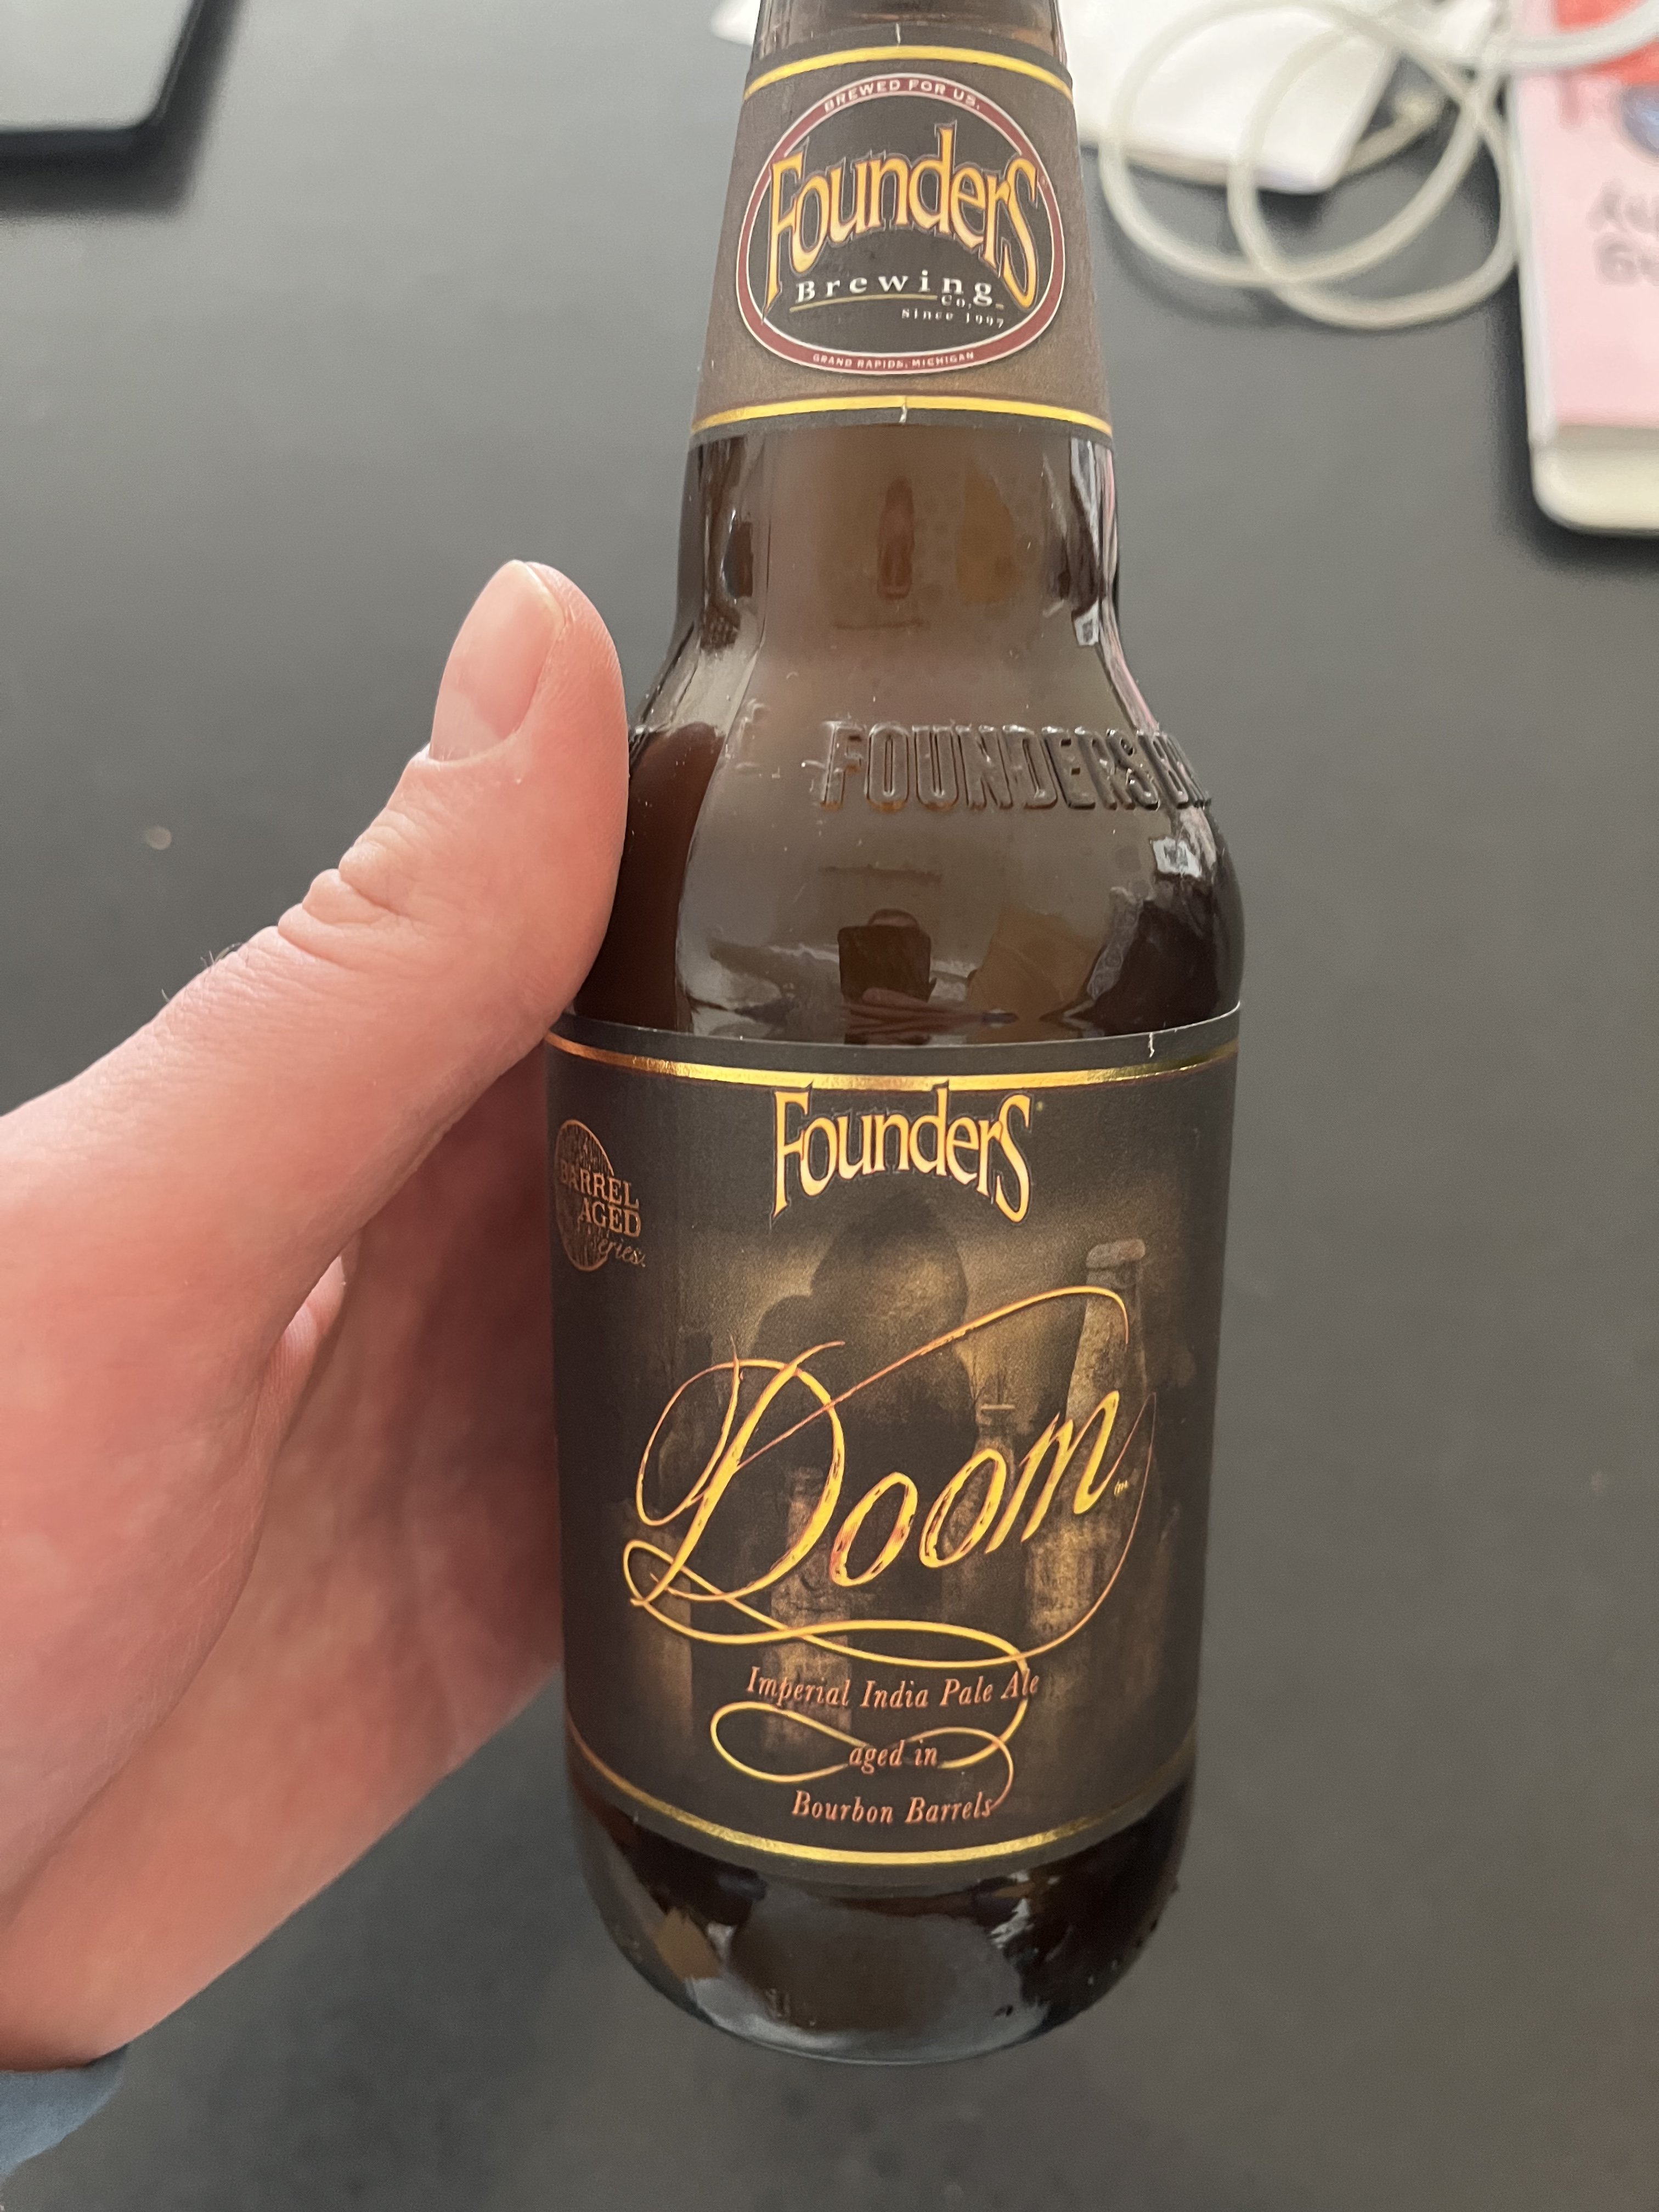 BREWED FOR US.
Founders
Brewing
Co.
Since 1997
GRAND RAPIDS, MICHIGAN
FOUNDERS
Founders
BARREL
AGED
Series.
Doom
Imperial India Pale Ale
aged in
Bourbon Barrels